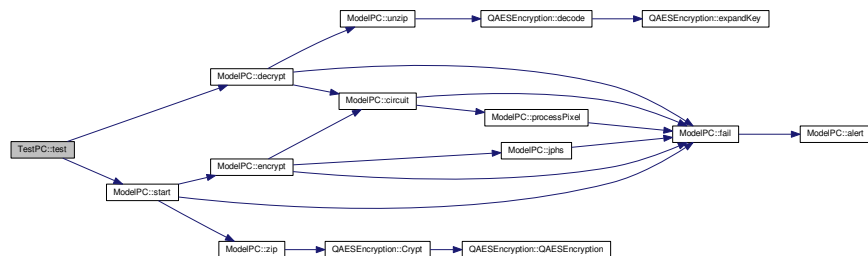 ModelPC::unzip
QAESEncryption::decode
QAESEncryption::expandKey
ModelPC::decrypt
ModelPC::circuit
ModelPC::processPixel
ModelPC::fail
ModelPC::alert
TestPC::test
ModelPC::jphs
ModelPC::encrypt
ModelPC::start
ModelPC::zip
QAESEncryption::Crypt
QAESEncryption::QAESEncryption